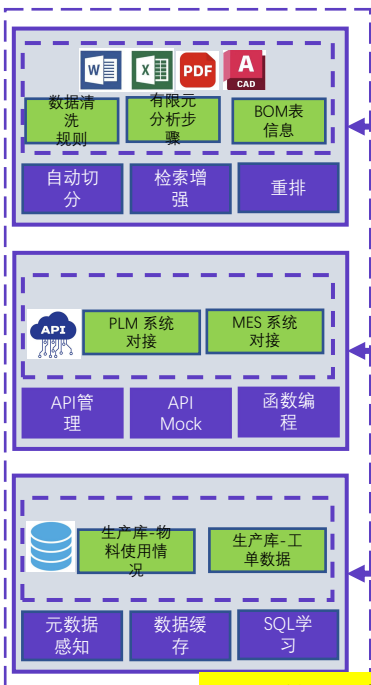 W
X
PDF
A
CAD
数据清
洗
规则
有限元
分析步
骤
BOM表
信息
自动切
分
检索增
强
重排
API
PLM 系统
对接
MES 系统
对接
API管
理
API
Mock
函数编
程
生产库-物
料使用情
况
生产库-工
单数据
元数据
感知
数据缓
存
SQL学
习